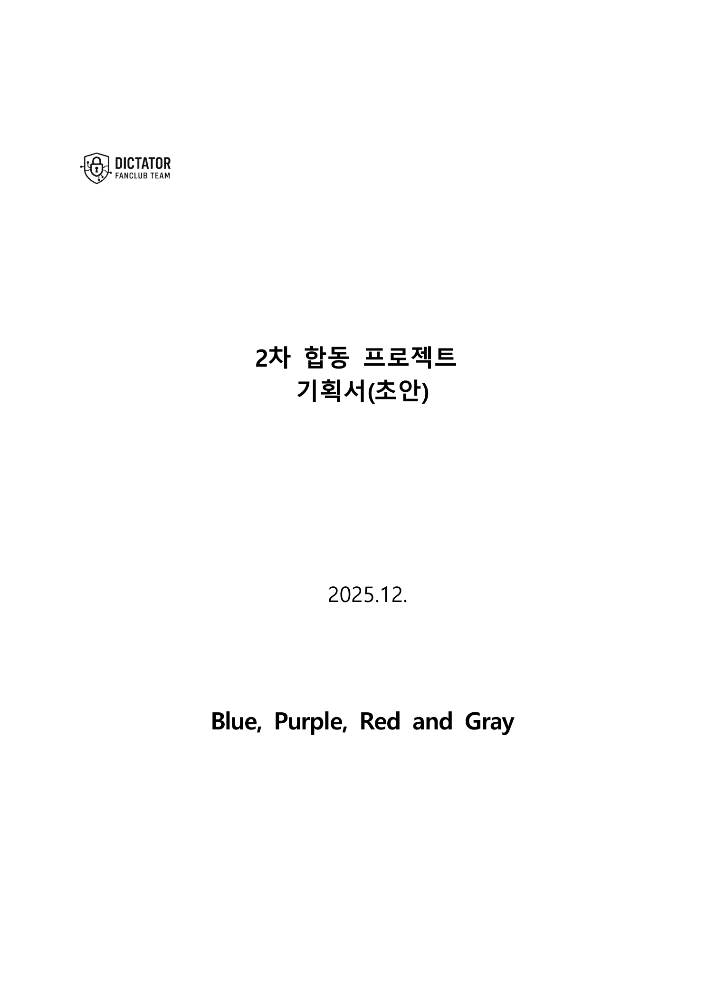 DICTATOR
FANCLUB TEAM
2차 합동 프로젝트
기획서(초안)
2025.12.
Blue, Purple, Red and Gray